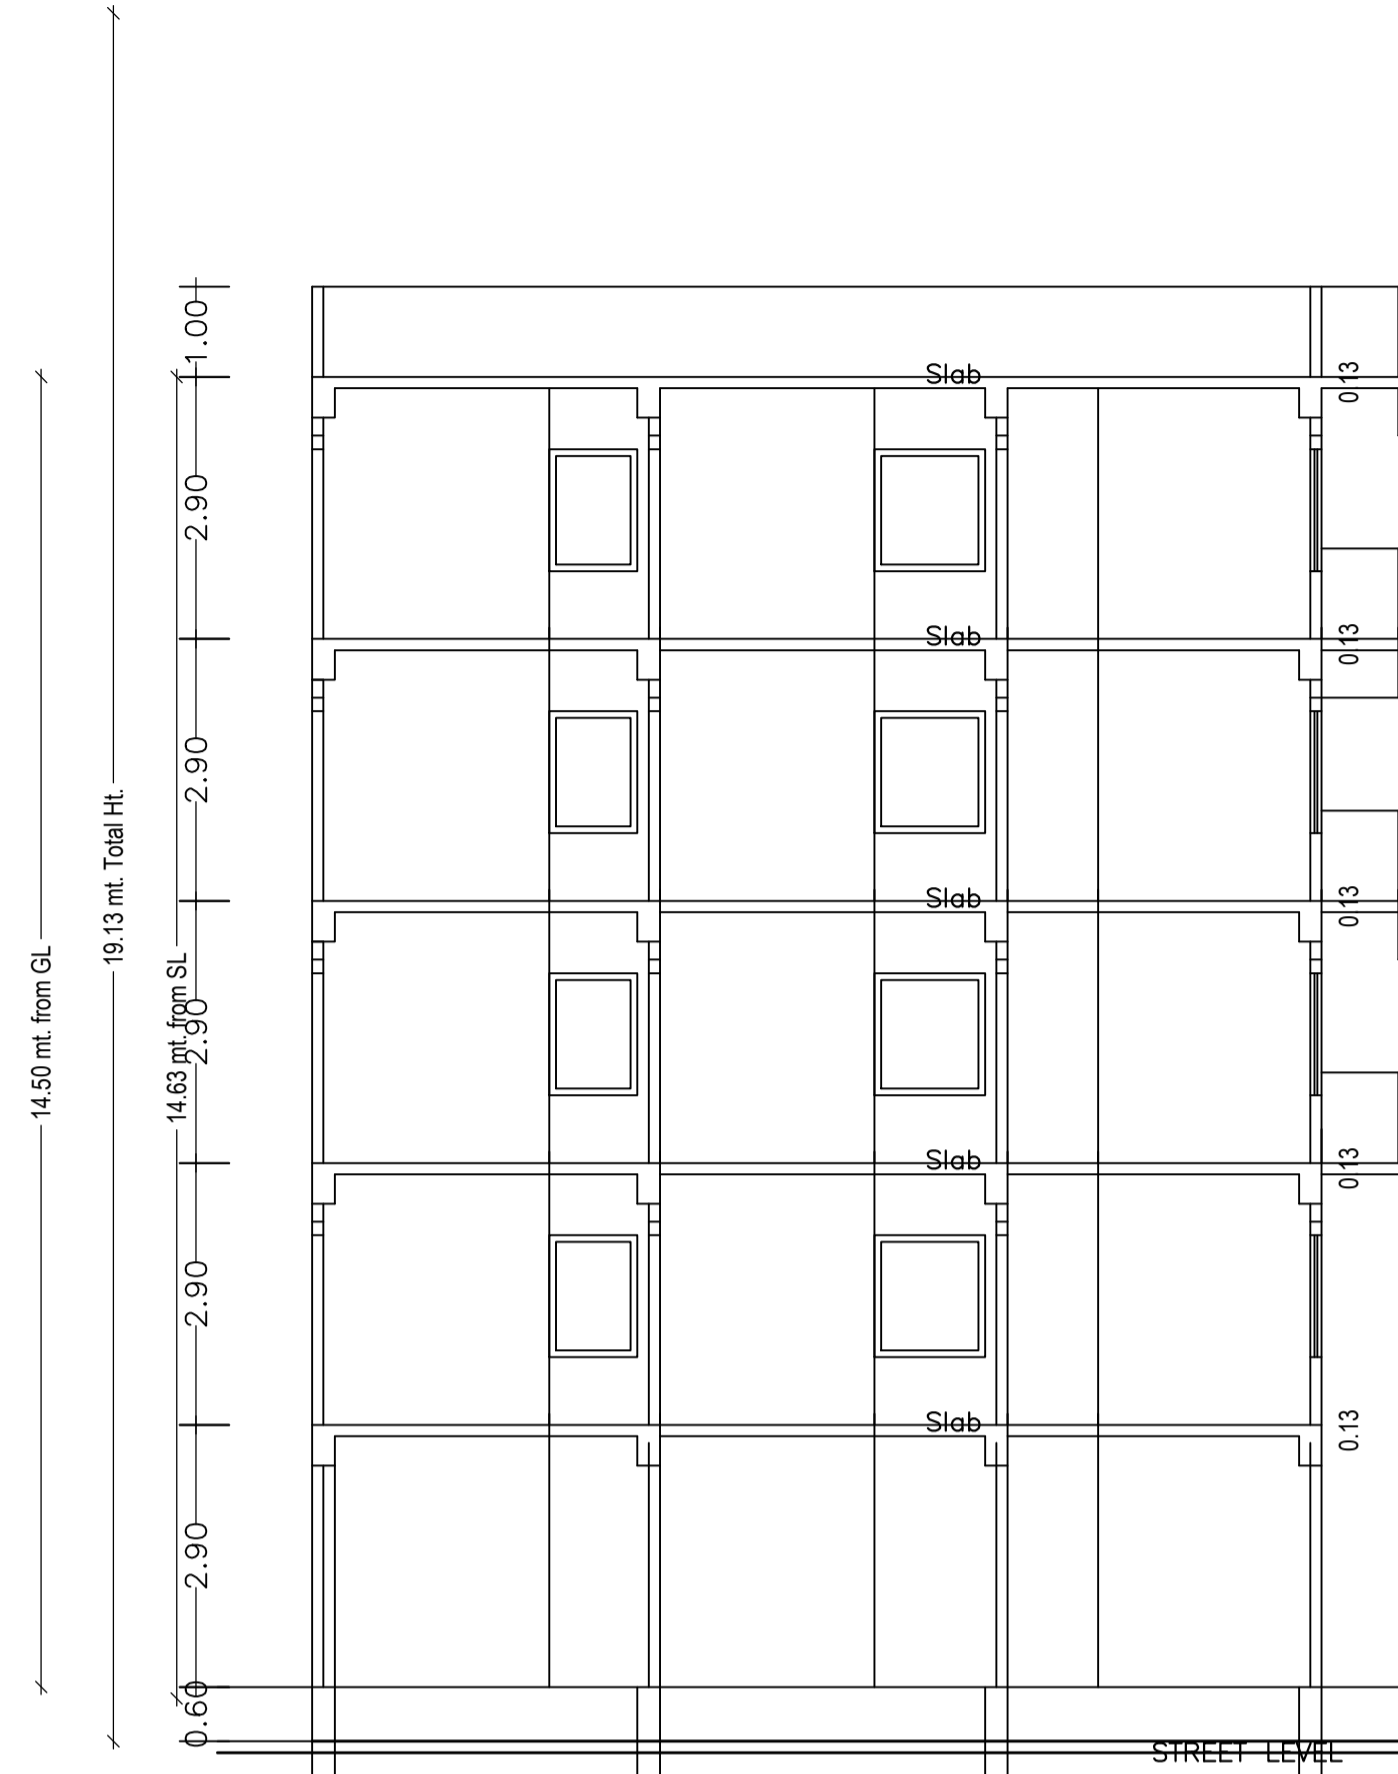 1.00
Slab
0.13
2.90
Slab
0.13
2.90
Slab
0.13
14.50 mt. from GL
19.13 mt. Total Ht.
14.63 mt. from SL
2.90
Slab
0.13
2.90
Slab
0.13
2.90
0.60
STREET LEVEL